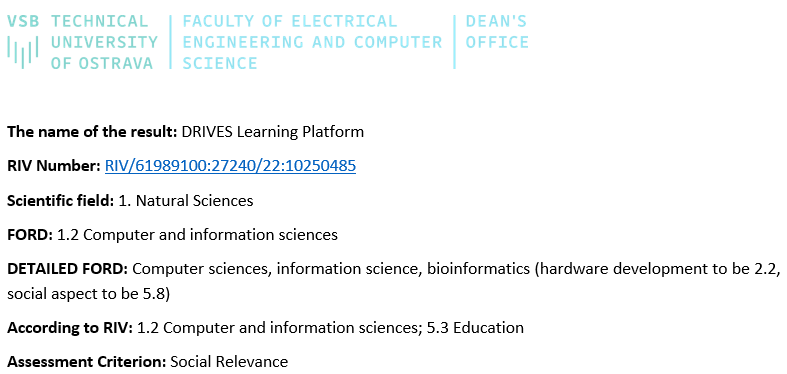 VSB TECHNICAL UNIVERSITY OF OSTRAVA
FACULTY OF ELECTRICAL ENGINEERING AND COMPUTER SCIENCE
DEAN'S OFFICE
The name of the result: DRIVES Learning Platform
RIV Number: RIV/61989100:27240/22:10250485
Scientific field: 1. Natural Sciences
FORD: 1.2 Computer and information sciences
DETAILED FORD: Computer sciences, information science, bioinformatics (hardware development to be 2.2,
social aspect to be 5.8)
According to RIV: 1.2 Computer and information sciences; 5.3 Education
Assessment Criterion: Social Relevance